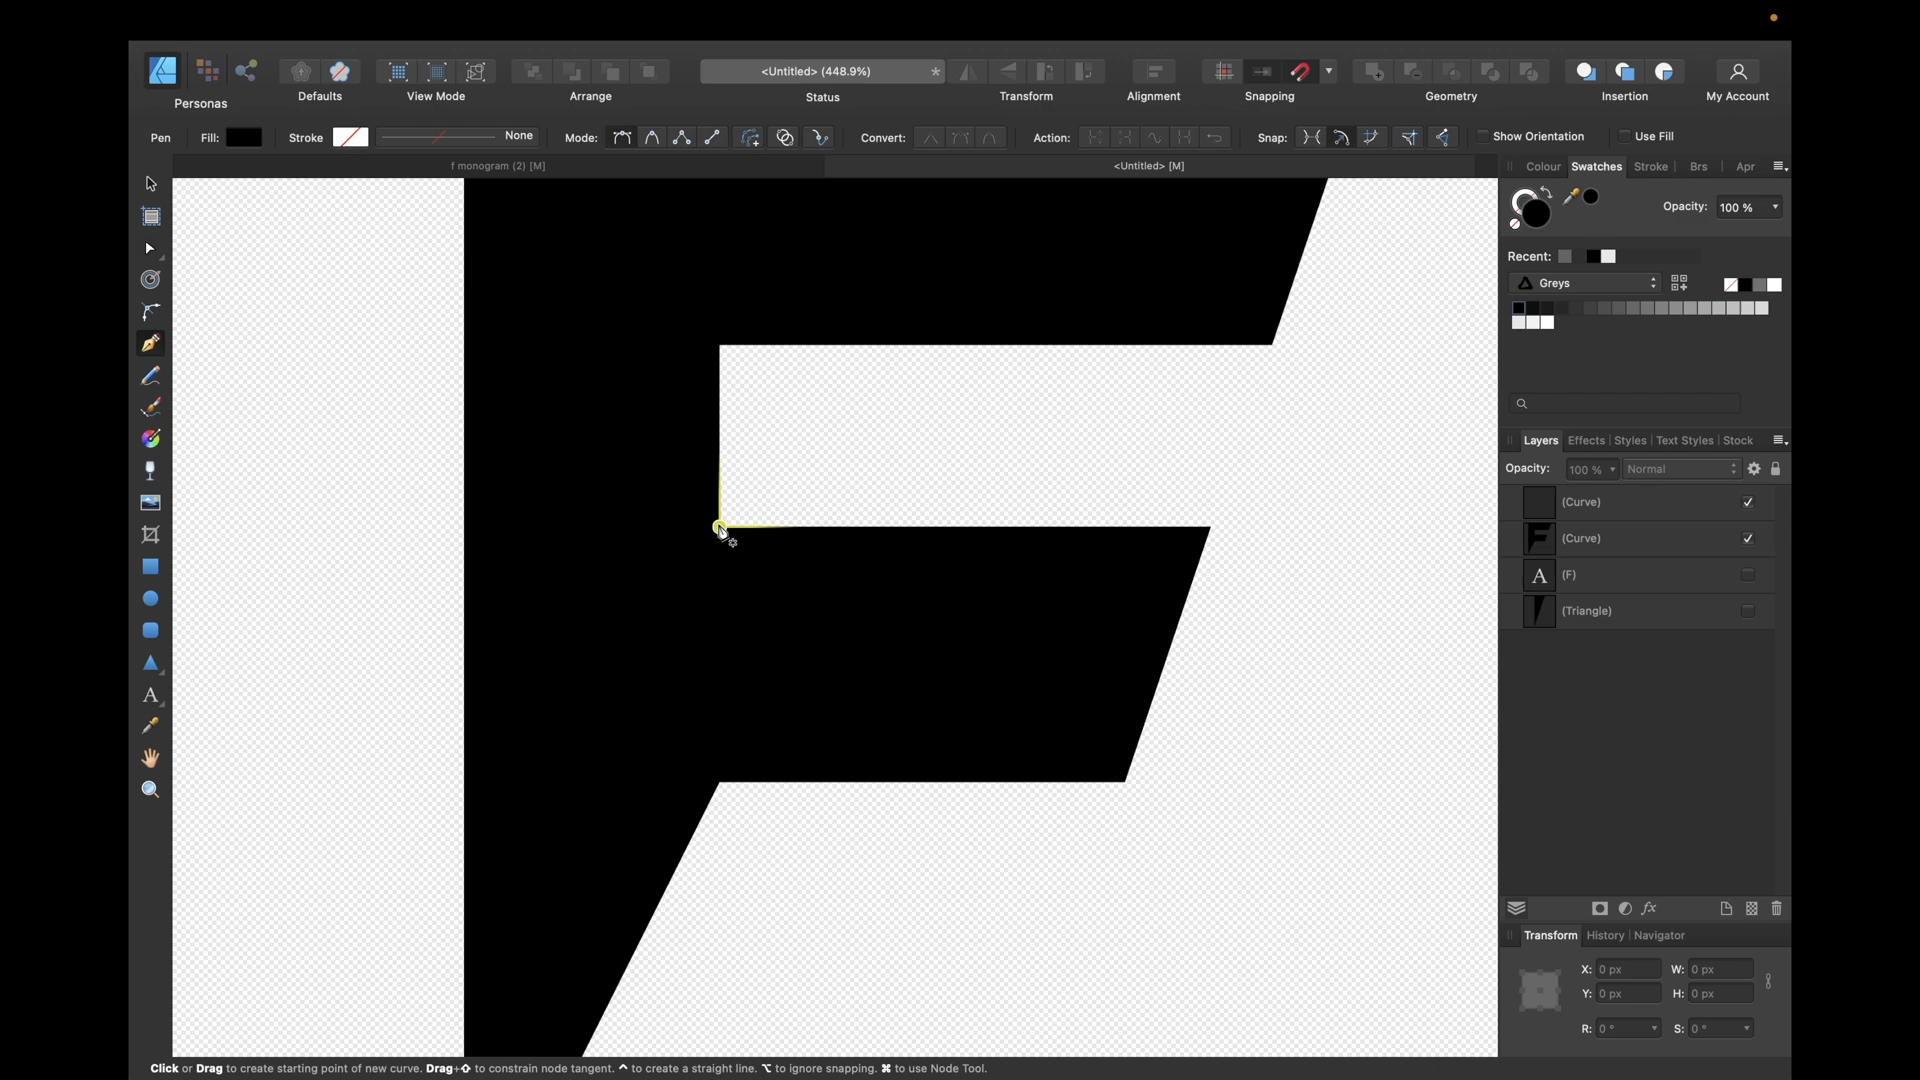 <Untitled> (448.9%)
*
Personas
Defaults
View Mode
Arrange
Status
Transform
Alignment
Snapping
Geometry
Insertion
My Account
Pen
Fill:
Stroke
None
Mode:
Convert:
Action:
Snap:
Show Orientation
Use Fill
f monogram (2) [M]
<Untitled> [M]
Colour
Swatches
Stroke
Brs
Apr
Opacity:
100 %
Recent:
Greys
Layers
Effects
Styles
Text Styles
Stock
Opacity:
100 %
Normal
(Curve)
(Curve)
A
(F)
(Triangle)
A
fx
Transform
History
Navigator
X:
0 px
W:
0 px
Y:
0 px
H:
0 px
R:
0 °
S:
0 °
Click or Drag to create starting point of new curve. Drag+⇧ to constrain node tangent. ^ to create a straight line. ⌥ to ignore snapping. ⌘ to use Node Tool.